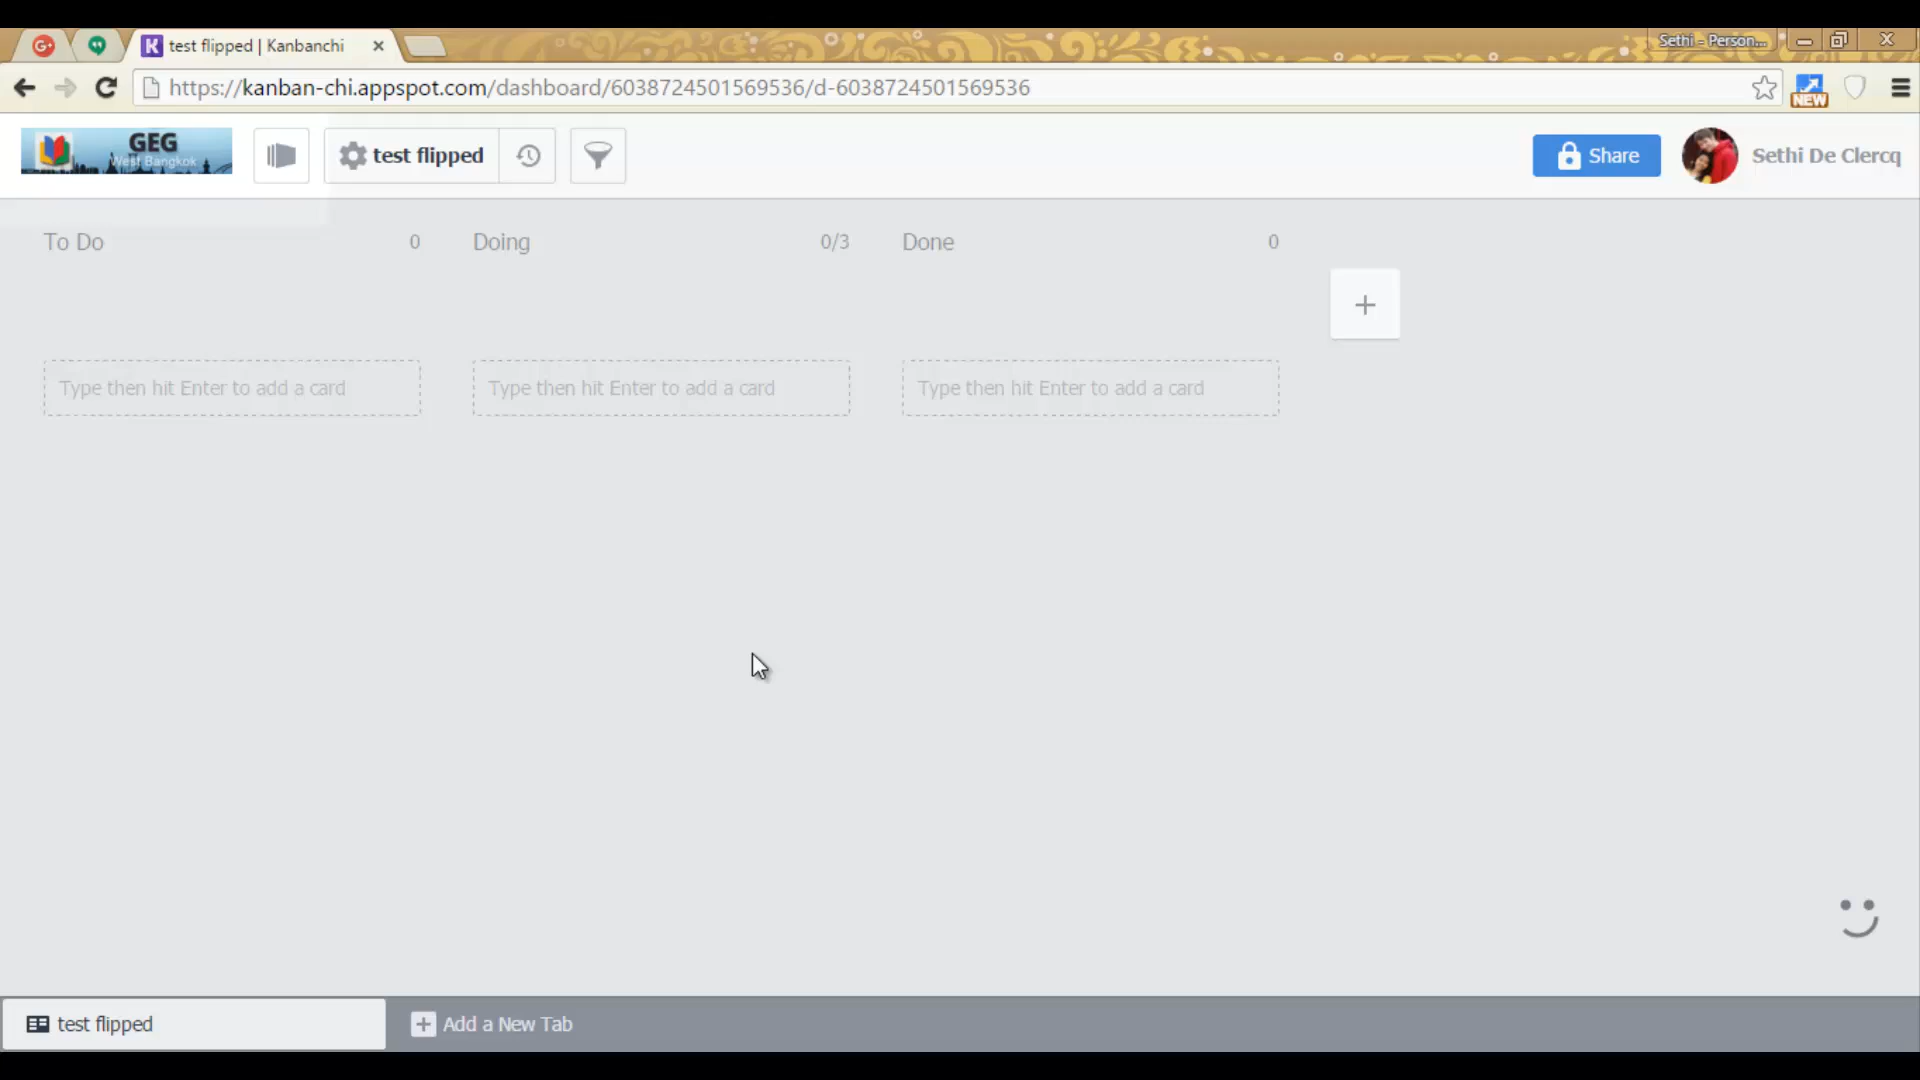 G+
K test flipped | Kanbanchi
Sethi - Person...
https://kanban-chi.appspot.com/dashboard/6038724501569536/d-6038724501569536
NEW
GEG
West Bangkok
test flipped
Share
Sethi De Clercq
To Do 0 Doing 0/3 Done 0
+
Type then hit Enter to add a card Type then hit Enter to add a card Type then hit Enter to add a card
test flipped
+ Add a New Tab